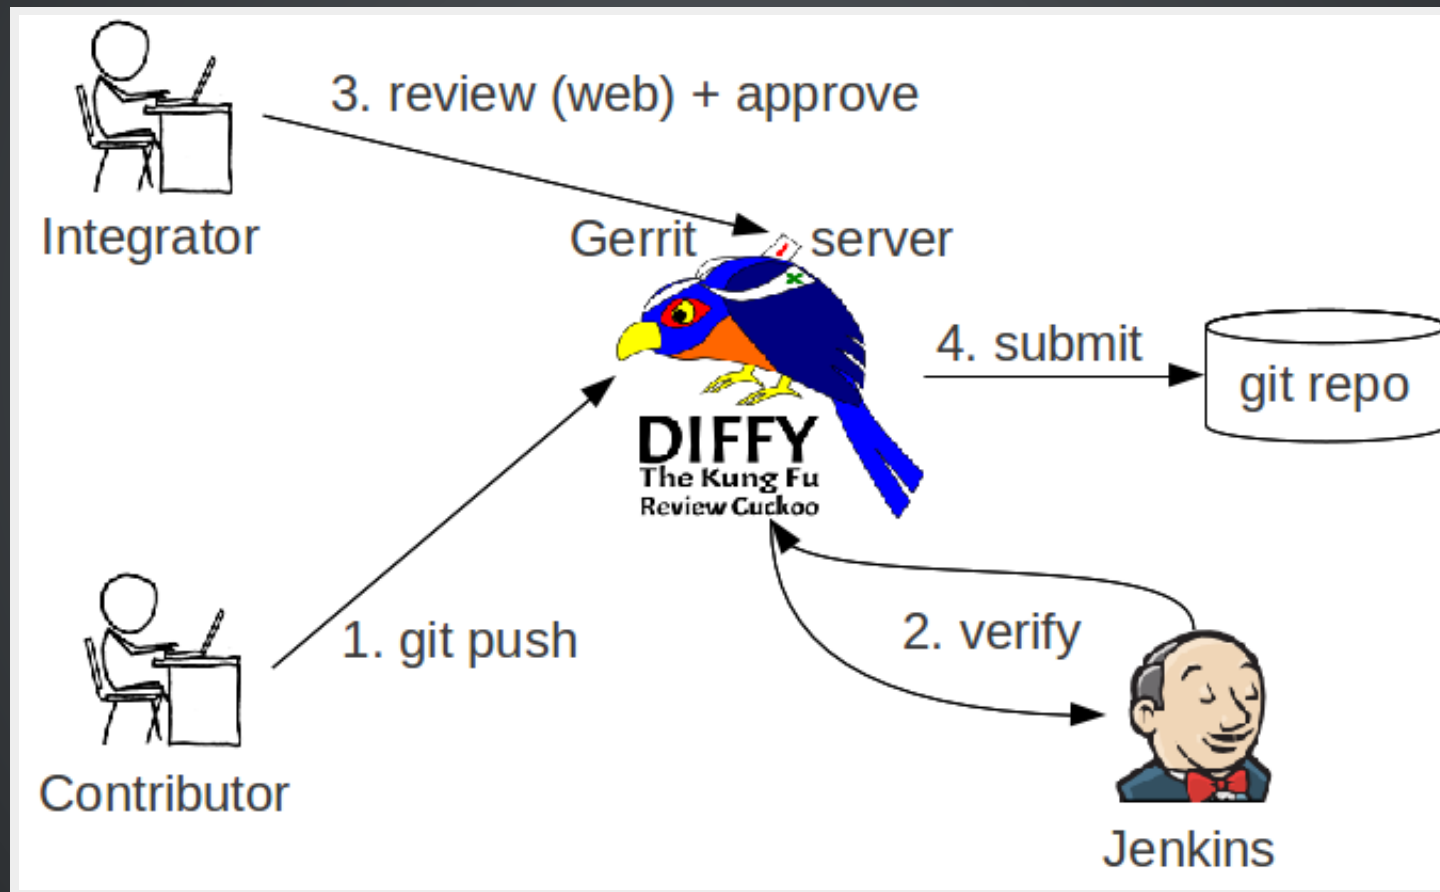 3. review (web) + approve
Integrator
Gerrit server
4. submit
git repo
DIFFY
The Kung Fu
Review Cuckoo
1. git push
2. verify
Contributor
Jenkins